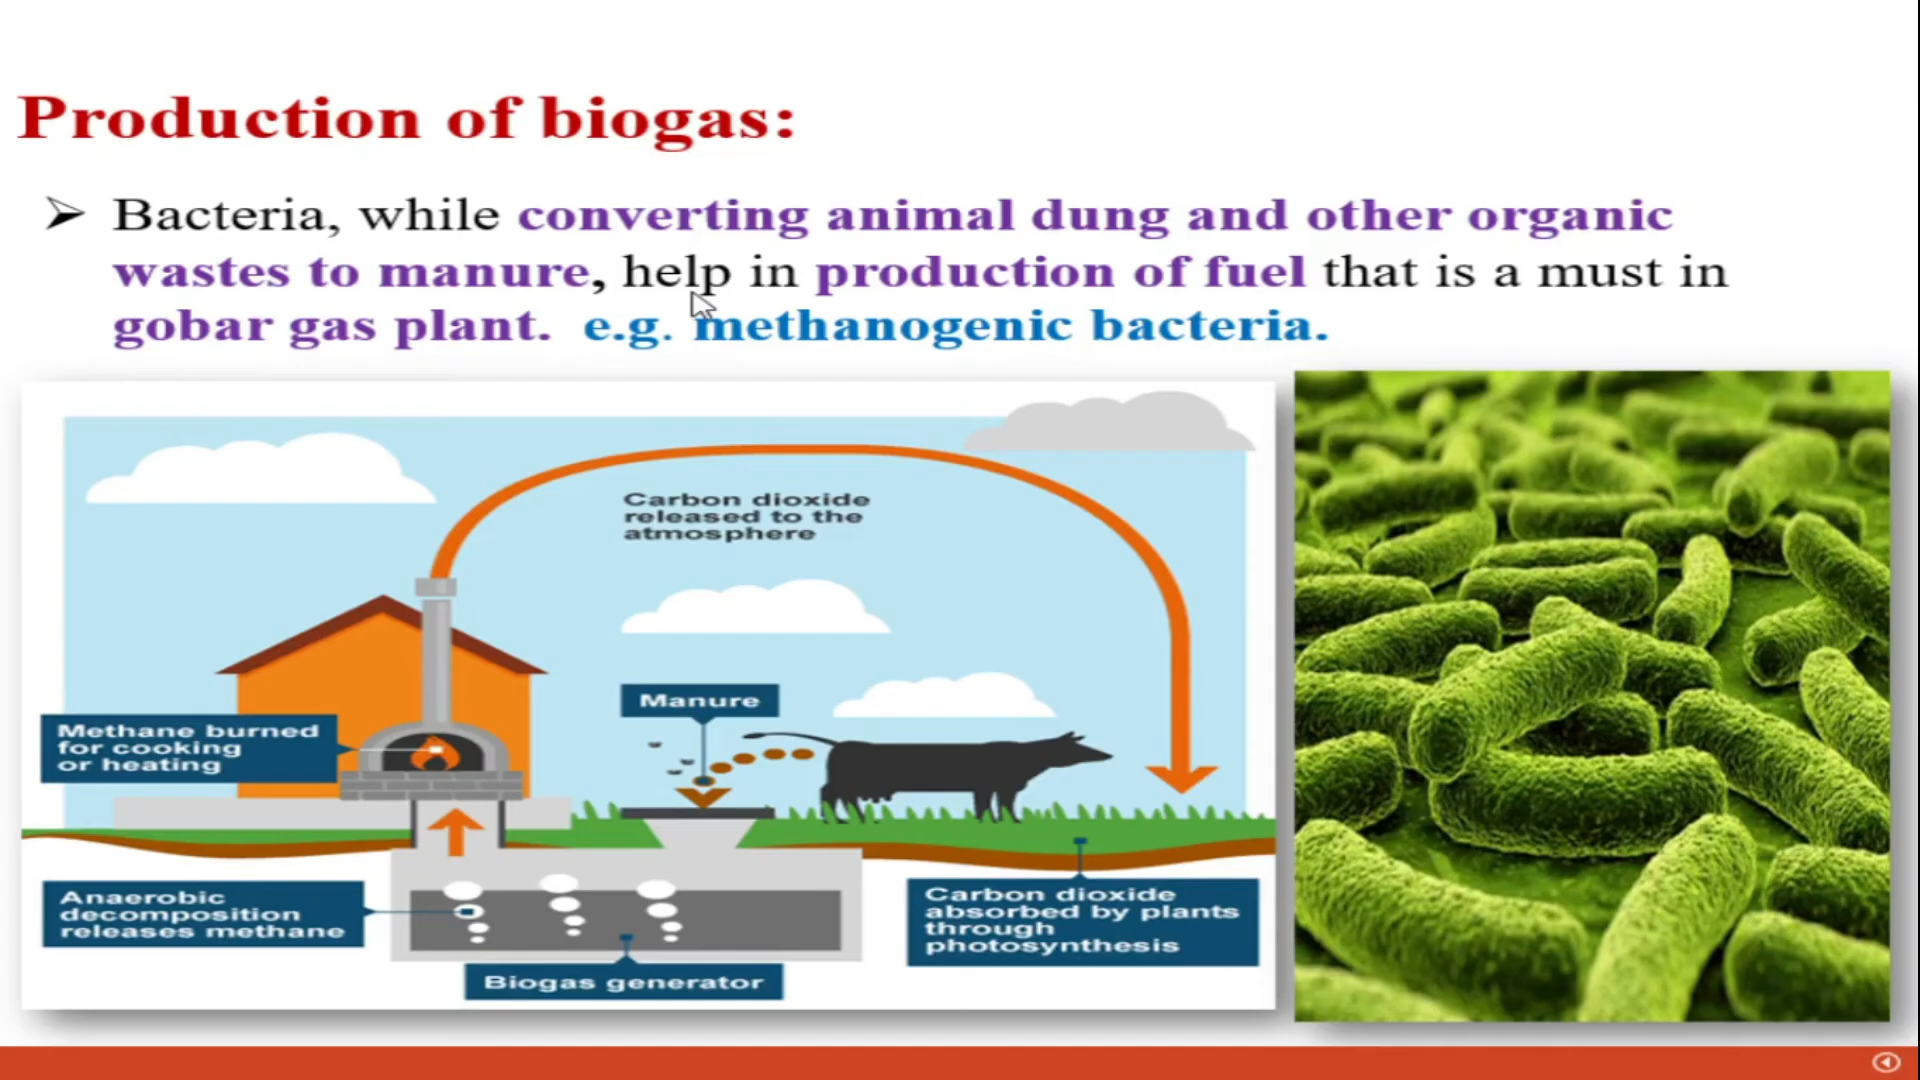 Production of biogas:
➢ Bacteria, while converting animal dung and other organic
wastes to manure, help in production of fuel that is a must in
gobar gas plant. e.g. methanogenic bacteria.
Carbon dioxide
released to the
atmosphere
Manure
Methane burned
for cooking
or heating
Anaerobic
decomposition
releases methane
Carbon dioxide
absorbed by plants
through
photosynthesis
Biogas generator